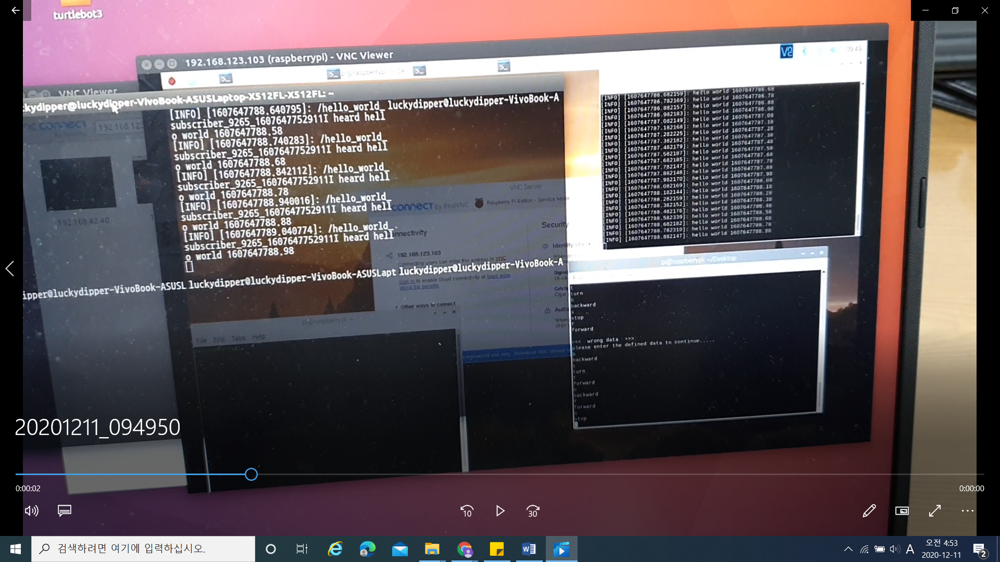 turtlebot3
192.168.123.103 (raspberrypi) - VNC Viewer
09:49
VNC Viewer
kydipper@luckydipper-VivoBook-ASUSLaptop-X512FL-X512FL: ~
[INFO] [1607647788.640795]: /hello_world_
subscriber_9265_1607647752911I heard hell
o world 1607647788.58
[INFO] [1607647788.740283]: /hello_world_
subscriber_9265_1607647752911I heard hell
o world 1607647788.68
[INFO] [1607647788.842112]: /hello_world_
subscriber_9265_1607647752911I heard hell
o world 1607647788.78
[INFO] [1607647788.940016]: /hello_world_
subscriber_9265_1607647752911I heard hell
o world 1607647788.88
[INFO] [1607647789.040774]: /hello_world_
subscriber_9265_1607647752911I heard hell
o world 1607647788.98
luckydipper@luckydipper-VivoBook-A
ipper@luckydipper-VivoBook-ASUSL
luckydipper@luckydipper-VivoBook-ASUSLapt
luckydipper@luckydipper-VivoBook-A
[INFO] [1607647786.682159]: hello world 1607647786.68
[INFO] [1607647786.782169]: hello world 1607647786.78
[INFO] [1607647786.882157]: hello world 1607647786.88
[INFO] [1607647786.982183]: hello world 1607647786.98
[INFO] [1607647787.082149]: hello world 1607647787.08
[INFO] [1607647787.182168]: hello world 1607647787.18
[INFO] [1607647787.282225]: hello world 1607647787.28
[INFO] [1607647787.382182]: hello world 1607647787.38
[INFO] [1607647787.482179]: hello world 1607647787.48
[INFO] [1607647787.582187]: hello world 1607647787.58
[INFO] [1607647787.682185]: hello world 1607647787.68
[INFO] [1607647787.782147]: hello world 1607647787.78
[INFO] [1607647787.882148]: hello world 1607647787.88
[INFO] [1607647787.982170]: hello world 1607647787.98
[INFO] [1607647788.082169]: hello world 1607647788.08
[INFO] [1607647788.182144]: hello world 1607647788.18
[INFO] [1607647788.282159]: hello world 1607647788.28
[INFO] [1607647788.382152]: hello world 1607647788.38
[INFO] [1607647788.482176]: hello world 1607647788.48
[INFO] [1607647788.582339]: hello world 1607647788.58
[INFO] [1607647788.682182]: hello world 1607647788.68
[INFO] [1607647788.782310]: hello world 1607647788.78
[INFO] [1607647788.882147]: hello world 1607647788.88
192.168.123
VNC Server
connect by RealVNC
Raspberry Pi Edition - Service Mode
Security
192.168.123.103
Connecting users can enter this address in VNC
Sign in to enable cloud connectivity or learn more
about the benefits
Other ways to connect
192.168.43.40
pi@raspberrypi: ~
File Edit Tabs Help
pi@raspberrypi: ~/Desktop
t
turn
b
backward
s
stop
f
forward
<<< wrong data >>>
please enter the defined data to continue.....
b
backward
t
turn
f
forward
b
backward
f
forward
s
stop
20201211_094950
0:00:02
0:00:00
10
30
검색하려면 여기에 입력하십시오.
A
오전 4:53
2020-12-11
2